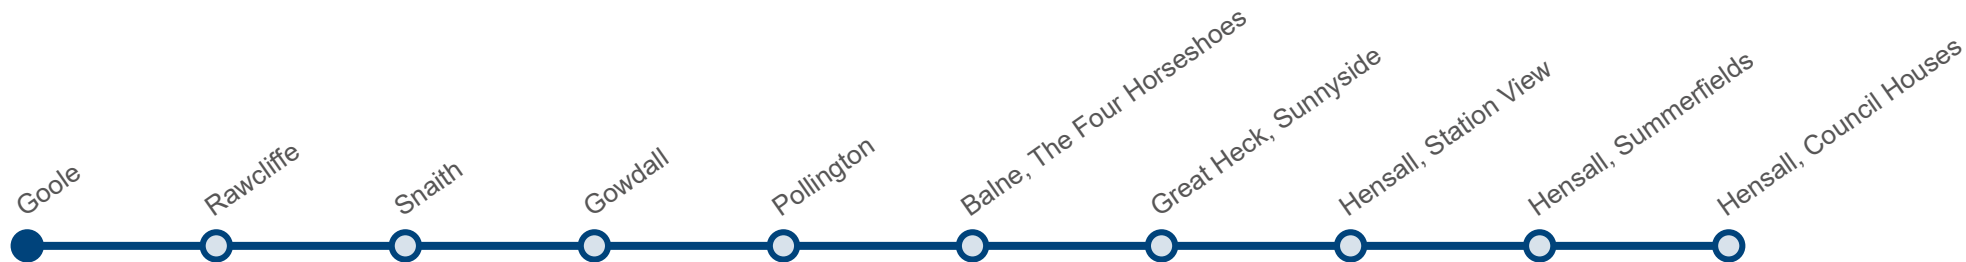 Goole
Rawcliffe
Snaith
Gowdall
Pollington
Balne, The Four Horseshoes
Great Heck, Sunnyside
Hensall, Station View
Hensall, Summerfields
Hensall, Council Houses